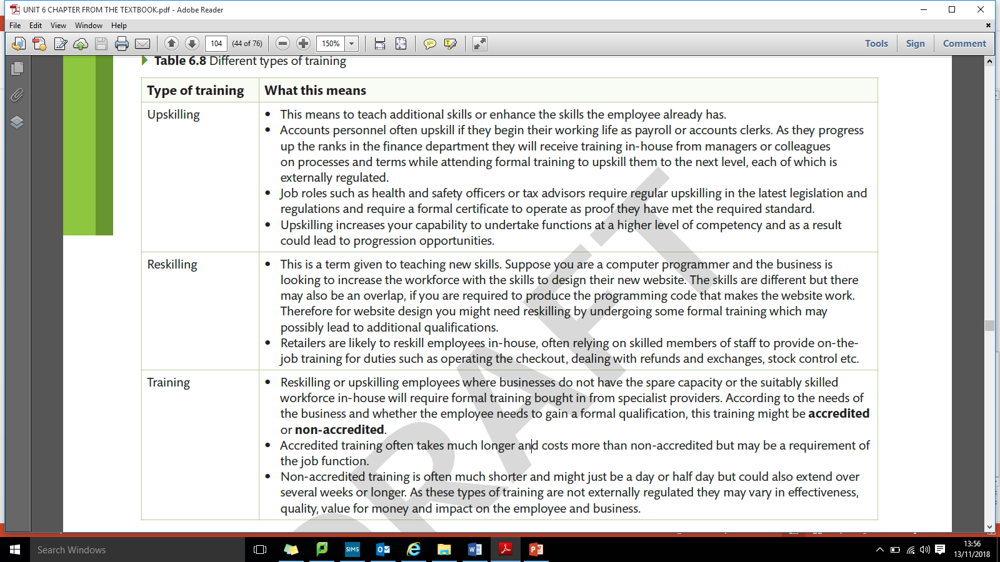 UNIT 6 CHAPTER FROM THE TEXTBOOK.pdf - Adobe Reader
File Edit View Window Help
104 (44 of 76) 150% Tools Sign Comment
Table 6.8 Different types of training
Type of training What this means
Upskilling
• This means to teach additional skills or enhance the skills the employee already has.
• Accounts personnel often upskill if they begin their working life as payroll or accounts clerks. As they progress
up the ranks in the finance department they will receive training in-house from managers or colleagues
on processes and terms while attending formal training to upskill them to the next level, each of which is
externally regulated.
• Job roles such as health and safety officers or tax advisors require regular upskilling in the latest legislation and
regulations and require a formal certificate to operate as proof they have met the required standard.
• Upskilling increases your capability to undertake functions at a higher level of competency and as a result
could lead to progression opportunities.
Reskilling
• This is a term given to teaching new skills. Suppose you are a computer programmer and the business is
looking to increase the workforce with the skills to design their new website. The skills are different but there
may also be an overlap, if you are required to produce the programming code that makes the website work.
Therefore for website design you might need reskilling by undergoing some formal training which may
possibly lead to additional qualifications.
• Retailers are likely to reskill employees in-house, often relying on skilled members of staff to provide on-the-
job training for duties such as operating the checkout, dealing with refunds and exchanges, stock control etc.
Training
• Reskilling or upskilling employees where businesses do not have the spare capacity or the suitably skilled
workforce in-house will require formal training bought in from specialist providers. According to the needs of
the business and whether the employee needs to gain a formal qualification, this training might be accredited
or non-accredited.
• Accredited training often takes much longer and costs more than non-accredited but may be a requirement of
the job function.
• Non-accredited training is often much shorter and might just be a day or half day but could also extend over
several weeks or longer. As these types of training are not externally regulated they may vary in effectiveness,
quality, value for money and impact on the employee and business.
DRAFT
Search Windows
SIMS
13:56
13/11/2018